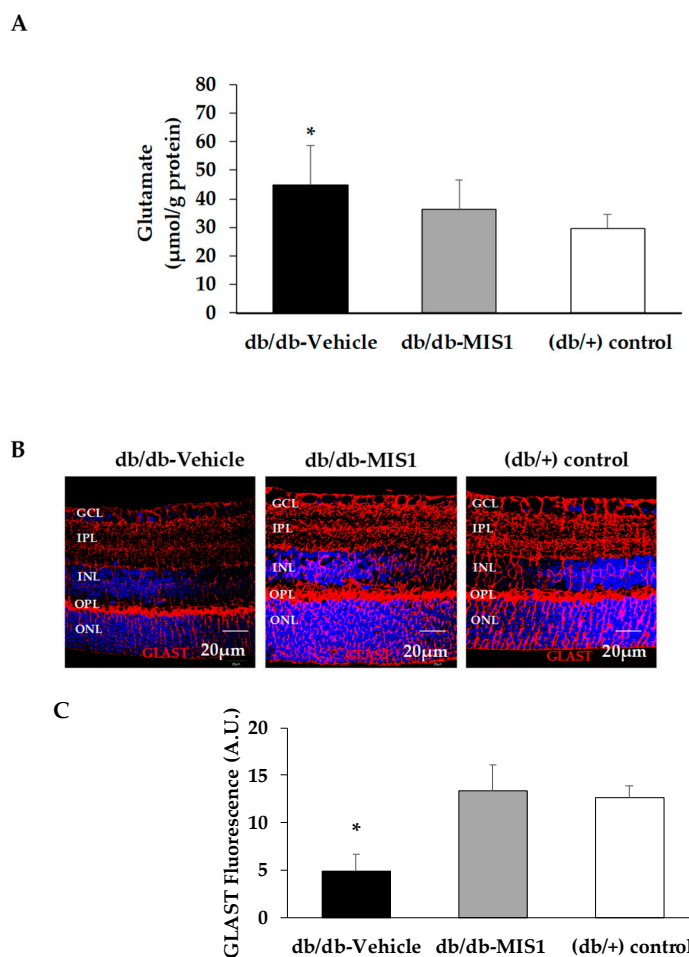 A
80
70
60
50
40
30
20
10
0
Glutamate
(μmol/g protein)
*
db/db-Vehicle db/db-MIS1 (db/+) control
B
db/db-Vehicle db/db-MIS1 (db/+) control
GCL
IPL
INL
OPL
ONL
20μm
GLAST
GCL
IPL
INL
OPL
ONL
20μm
GLAST
GCL
IPL
INL
OPL
ONL
20μm
GLAST
C
20
15
10
5
0
GLAST Fluorescence (A.U.)
*
db/db-Vehicle db/db-MIS1 (db/+) control